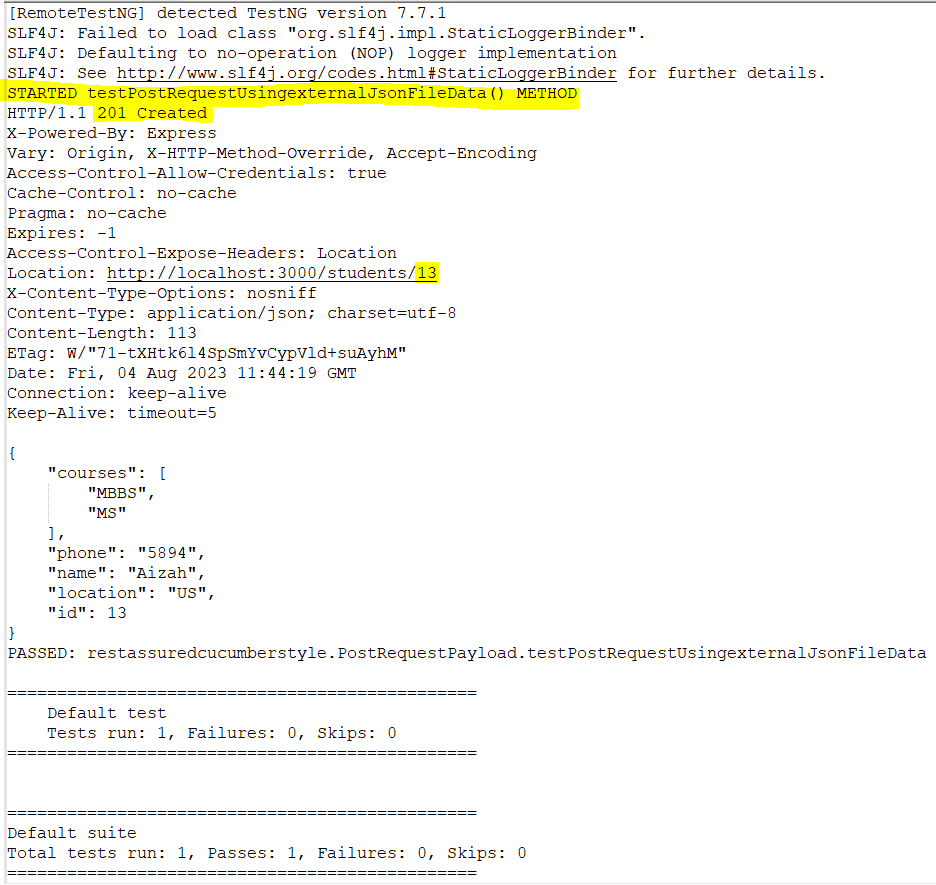 [RemoteTestNG] detected TestNG version 7.7.1
SLF4J: Failed to load class "org.slf4j.impl.StaticLoggerBinder".
SLF4J: Defaulting to no-operation (NOP) logger implementation
SLF4J: See http://www.slf4j.org/codes.html#StaticLoggerBinder for further details.
STARTED testPostRequestUsingexternalJsonFileData() METHOD
HTTP/1.1 201 Created
X-Powered-By: Express
Vary: Origin, X-HTTP-Method-Override, Accept-Encoding
Access-Control-Allow-Credentials: true
Cache-Control: no-cache
Pragma: no-cache
Expires: -1
Access-Control-Expose-Headers: Location
Location: http://localhost:3000/students/13
X-Content-Type-Options: nosniff
Content-Type: application/json; charset=utf-8
Content-Length: 113
ETag: W/"71-tXHtk6l4SpSmYvCypVld+suAyhM"
Date: Fri, 04 Aug 2023 11:44:19 GMT
Connection: keep-alive
Keep-Alive: timeout=5

{
    "courses": [
        "MBBS",
        "MS"
    ],
    "phone": "5894",
    "name": "Aizah",
    "location": "US",
    "id": 13
}
PASSED: restassuredcucumberstyle.PostRequestPayload.testPostRequestUsingexternalJsonFileData

===============================================
    Default test
    Tests run: 1, Failures: 0, Skips: 0
===============================================


===============================================
Default suite
Total tests run: 1, Passes: 1, Failures: 0, Skips: 0
===============================================